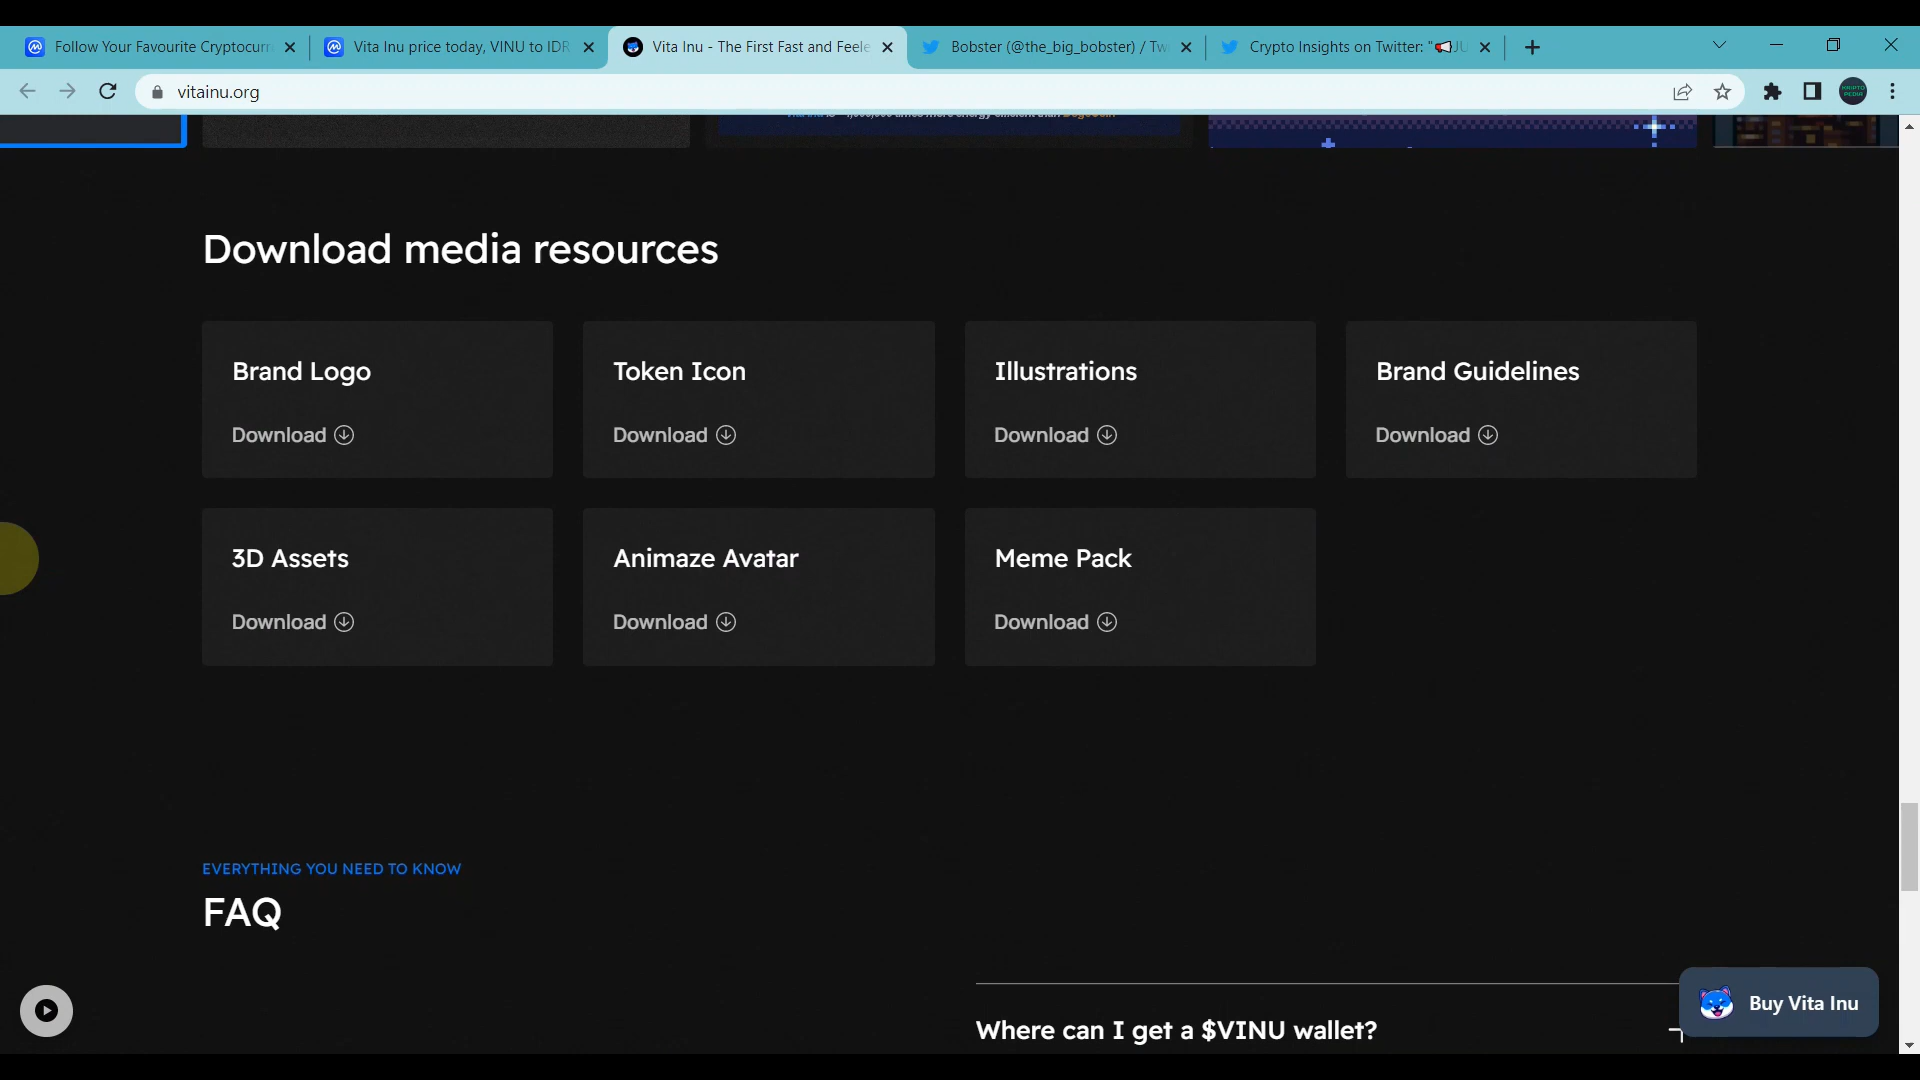 Follow Your Favourite Cryptocurr
Vita Inu price today, VINU to IDR
Vita Inu - The First Fast and Feele
Bobster (@the_big_bobster) / Tw
Crypto Insights on Twitter: "📢JU
vitainu.org
Download media resources
Brand Logo
Download
Token Icon
Download
Illustrations
Download
Brand Guidelines
Download
3D Assets
Download
Animaze Avatar
Download
Meme Pack
Download
EVERYTHING YOU NEED TO KNOW
FAQ
Where can I get a $VINU wallet?
Buy Vita Inu